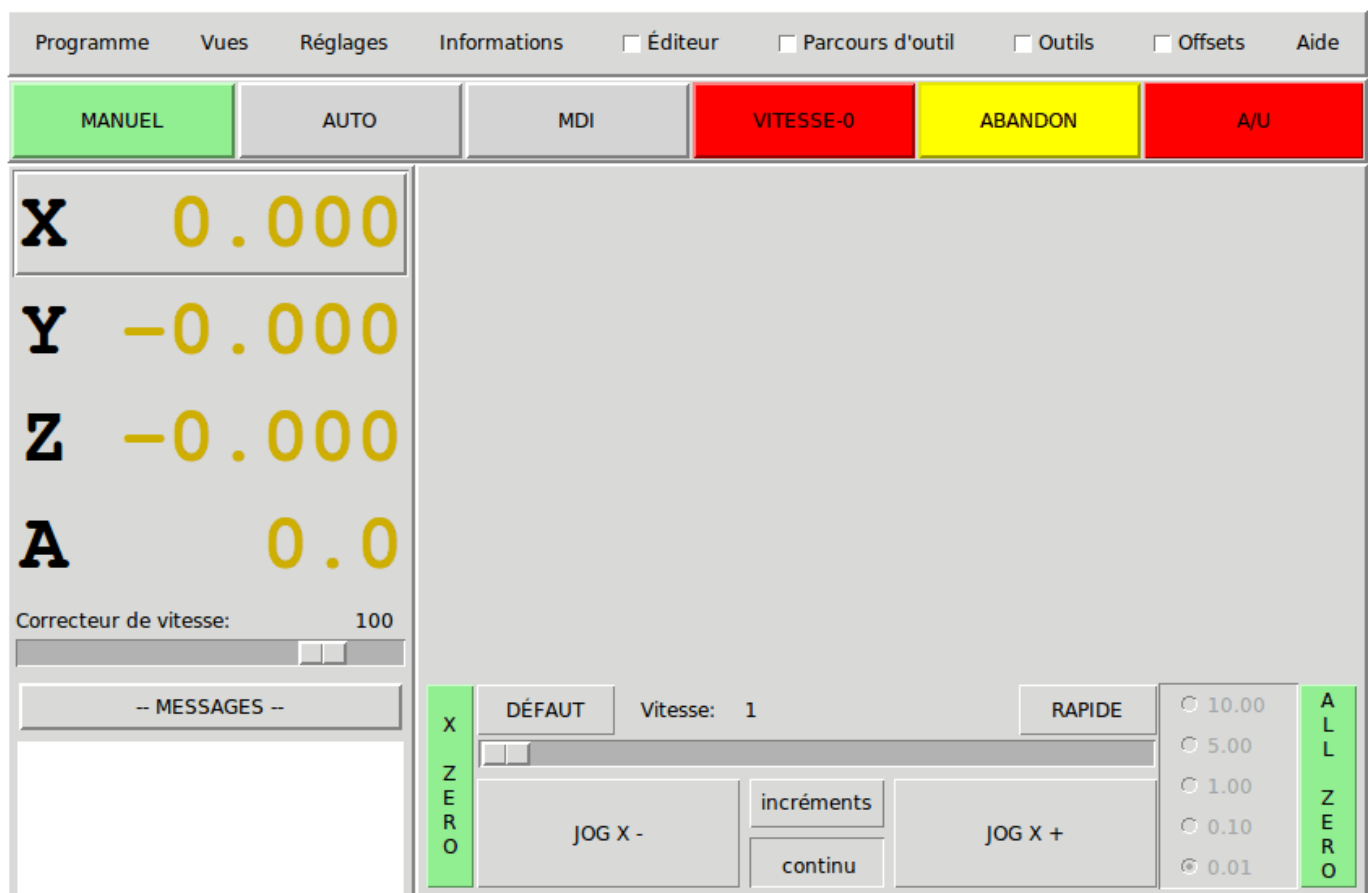 Programme Vues Réglages Informations Éditeur Parcours d'outil Outils Offsets Aide
MANUEL AUTO MDI VITESSE-0 ABANDON A/U
X 0.000
Y -0.000
Z -0.000
A 0.0
Correcteur de vitesse: 100
-- MESSAGES --
X ZERO
DÉFAUT Vitesse: 1 RAPIDE
JOG X -
incréments
continu
JOG X +
10.00
5.00
1.00
0.10
0.01
ALL ZERO